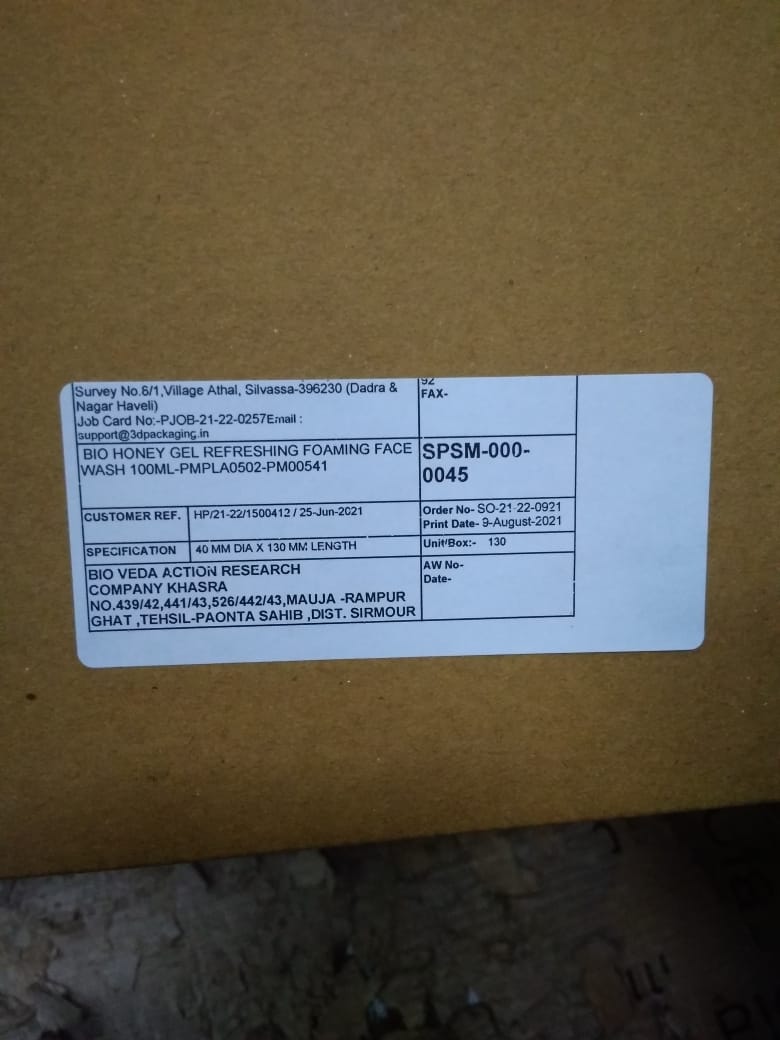 Survey No.6/1,Village Athal, Silvassa-396230 (Dadra &
Nagar Haveli)
Job Card No:-PJOB-21-22-0257Email :
support@3dpackaging.in
92
FAX-
BIO HONEY GEL REFRESHING FOAMING FACE
WASH 100ML-PMPLA0502-PM00541
SPSM-000-
0045
CUSTOMER REF. HP/21-22/1500412 / 25-Jun-2021
Order No- SO-21-22-0921
Print Date- 9-August-2021
SPECIFICATION 40 MM DIA X 130 MM LENGTH
Unit/Box:- 130
BIO VEDA ACTION RESEARCH
COMPANY KHASRA
NO.439/42,441/43,526/442/43,MAUJA -RAMPUR
GHAT ,TEHSIL-PAONTA SAHIB ,DIST. SIRMOUR
AW No-
Date-